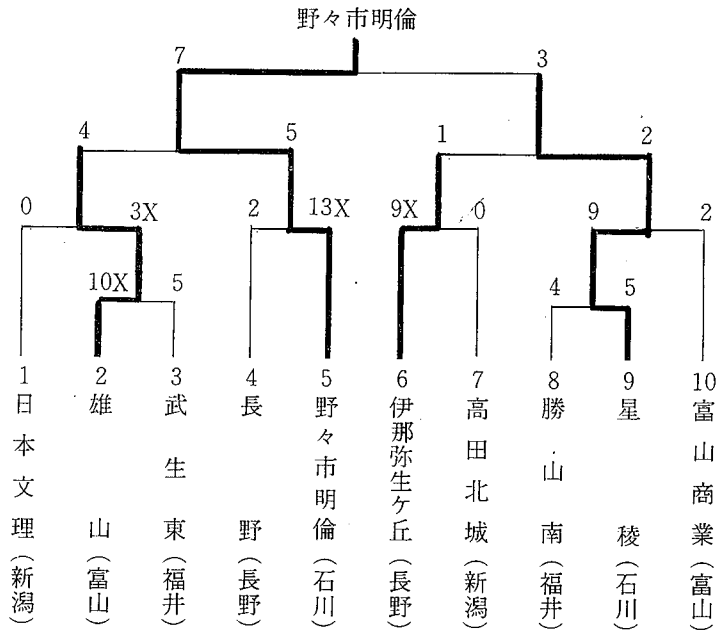 野々市明倫
7 3
4 5 1 2
0 3X 2 13X 9X 0 9 2
10X 5 4 5
1 2 3 4 5 6 7 8 9 10
日本文理(新潟)
雄山(富山)
武生東(福井)
長野(長野)
野々市明倫(石川)
伊那弥生ケ丘(長野)
高田北城(新潟)
勝山南(福井)
星稜(石川)
富山商業(富山)